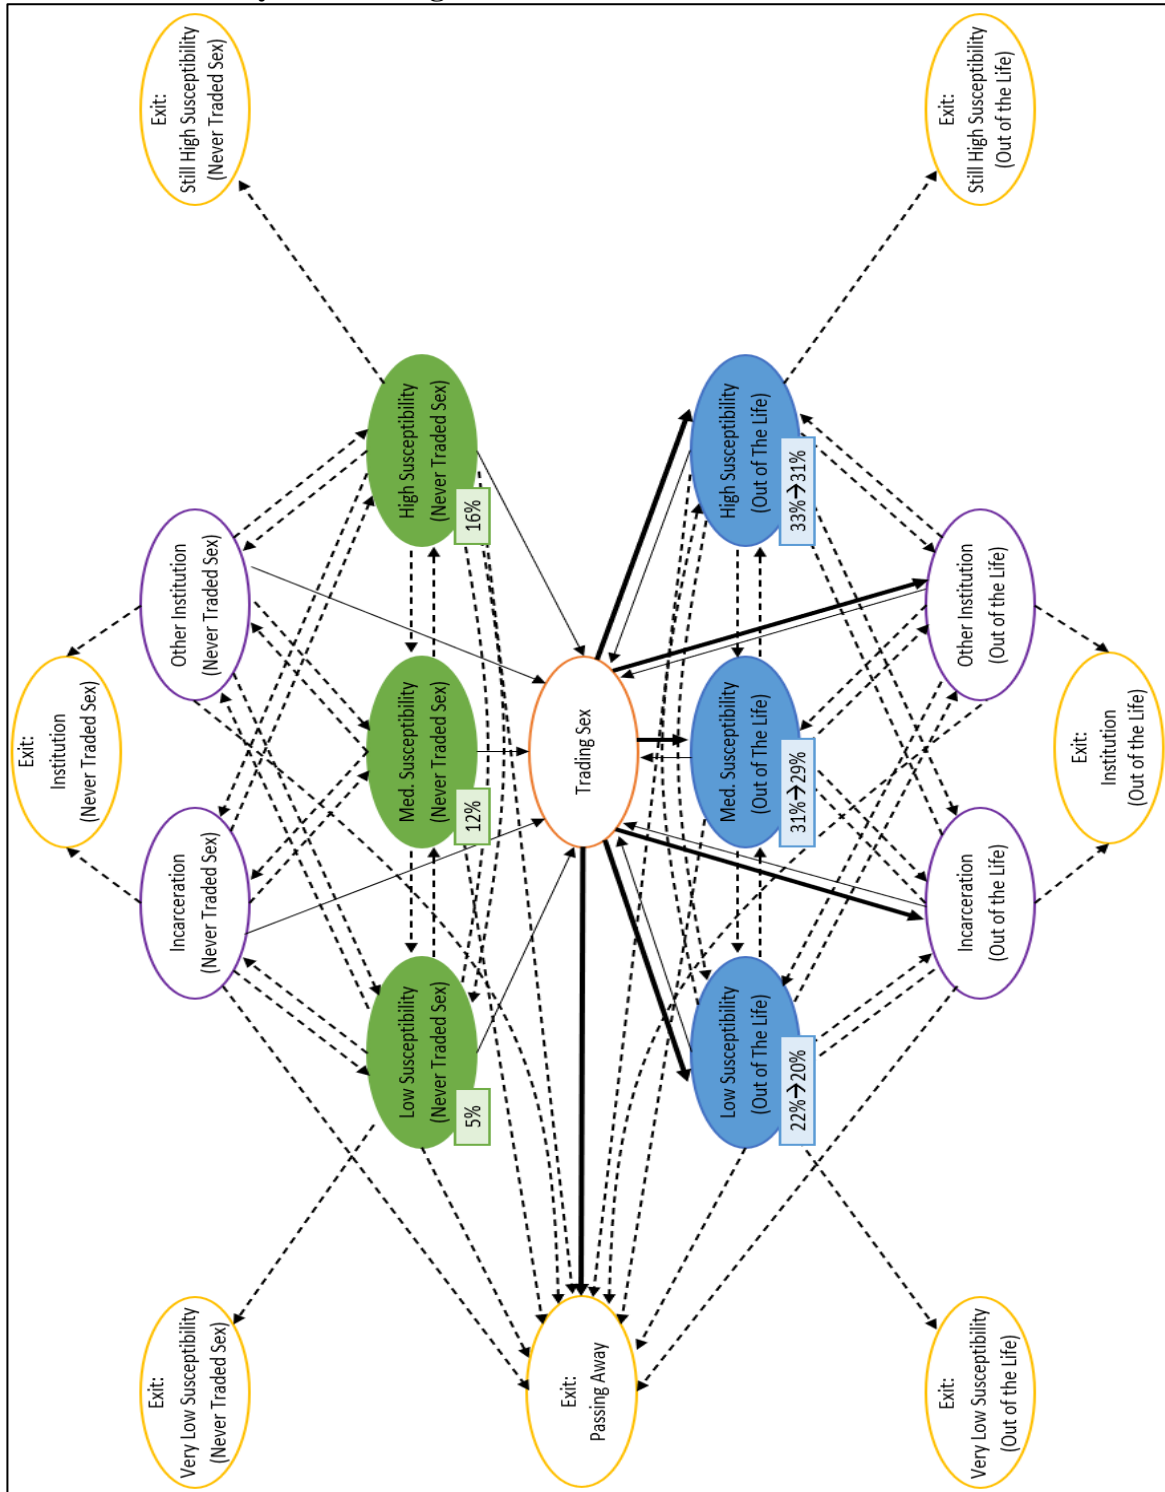 Exit:
Institution
(Never Traded Sex)
Exit:
Very Low Susceptibility
(Never Traded Sex)
Incarceration
(Never Traded Sex)
Other Institution
(Never Traded Sex)
Exit:
Still High Susceptibility
(Never Traded Sex)
Low Susceptibility
(Never Traded Sex)
5%
Med. Susceptibility
(Never Traded Sex)
12%
High Susceptibility
(Never Traded Sex)
16%
Exit:
Passing Away
Trading Sex
Low Susceptibility
(Out of The Life)
22%→20%
Med. Susceptibility
(Out of The Life)
31%→29%
High Susceptibility
(Out of The Life)
33%→31%
Exit:
Very Low Susceptibility
(Out of the Life)
Incarceration
(Out of the Life)
Other Institution
(Out of the Life)
Exit:
Still High Susceptibility
(Out of the Life)
Exit:
Institution
(Out of the Life)